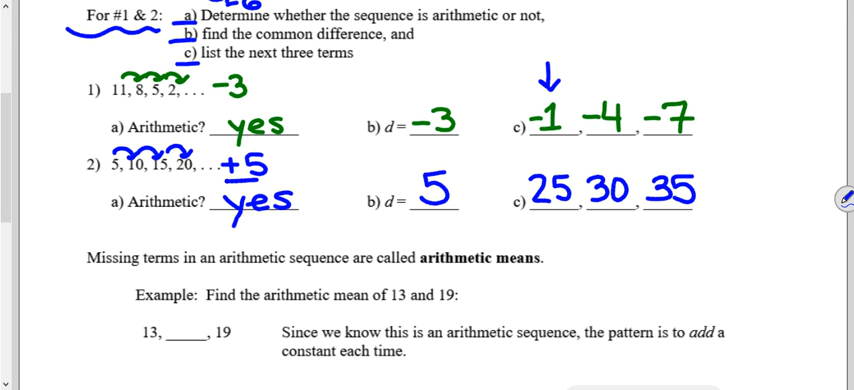 For #1 & 2: a) Determine whether the sequence is arithmetic or not,
b) find the common difference, and
c) list the next three terms
1) 11, 8, 5, 2, . . . -3
a) Arithmetic? yes b) d = -3 c) -1, -4, -7
2) 5, 10, 15, 20, . . . +5
a) Arithmetic? yes b) d = 5 c) 25, 30, 35
Missing terms in an arithmetic sequence are called arithmetic means.
Example: Find the arithmetic mean of 13 and 19:
13, _____, 19 Since we know this is an arithmetic sequence, the pattern is to add a
constant each time.